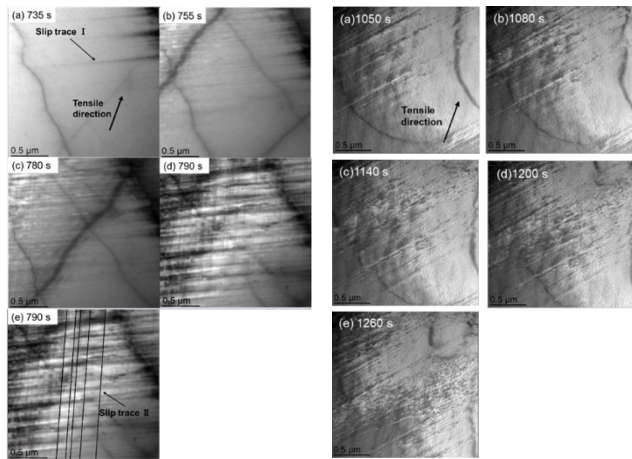 (a) 735 s
Slip trace I
Tensile
direction
0.5 μm
(b) 755 s
0.5 μm
(c) 780 s
0.5 μm
(d) 790 s
0.5 μm
(e) 790 s
Slip trace II
0.5 μm
(a)1050 s
Tensile
direction
0.5 μm
(b)1080 s
0.5 μm
(c)1140 s
0.5 μm
(d)1200 s
0.5 μm
(e)1260 s
0.5 μm